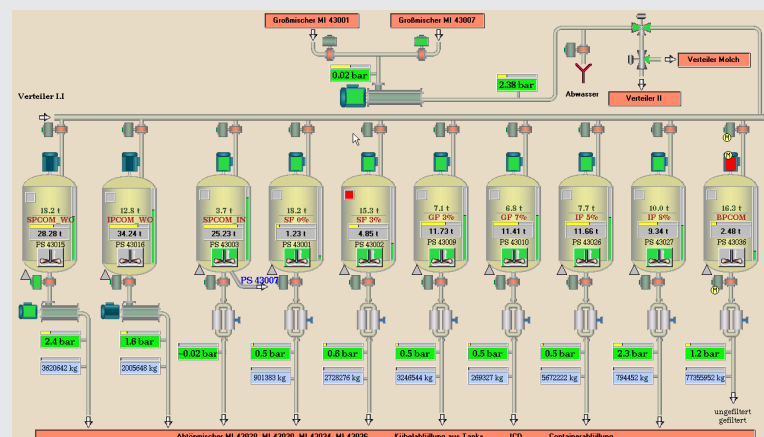 Großmischer MI 43001 Großmischer MI 43007
0.02 bar
2.38 bar
Abwasser
Verteiler Molch
Verteiler II
Verteiler I.I
18.2 t 12.8 t 3.7 t 18.2 t 15.3 t 7.1 t 6.8 t 7.7 t 10.0 t 16.3 t
SPCOM_WO IPCOM_WO SPCOM_IN SF 0% SF 3% GF 3% GF 7% IF 5% IF 8% BPCOM
28.28 t 34.24 t 25.23 t 1.23 t 4.85 t 11.73 t 11.41 t 11.66 t 9.34 t 2.48 t
PS 43015 PS 43016 PS 43003 PS 43001 PS 43002 PS 43009 PS 43010 PS 43026 PS 43027 PS 43036
PS 43007
2.4 bar 1.6 bar -0.02 bar 0.5 bar 0.6 bar 0.5 bar 0.5 bar 0.5 bar 2.3 bar 1.2 bar
3620642 kg 2005648 kg 901383 kg 2728276 kg 3246544 kg 269327 kg 5672222 kg 794452 kg 77355952 kg
ungefiltert
gefiltert